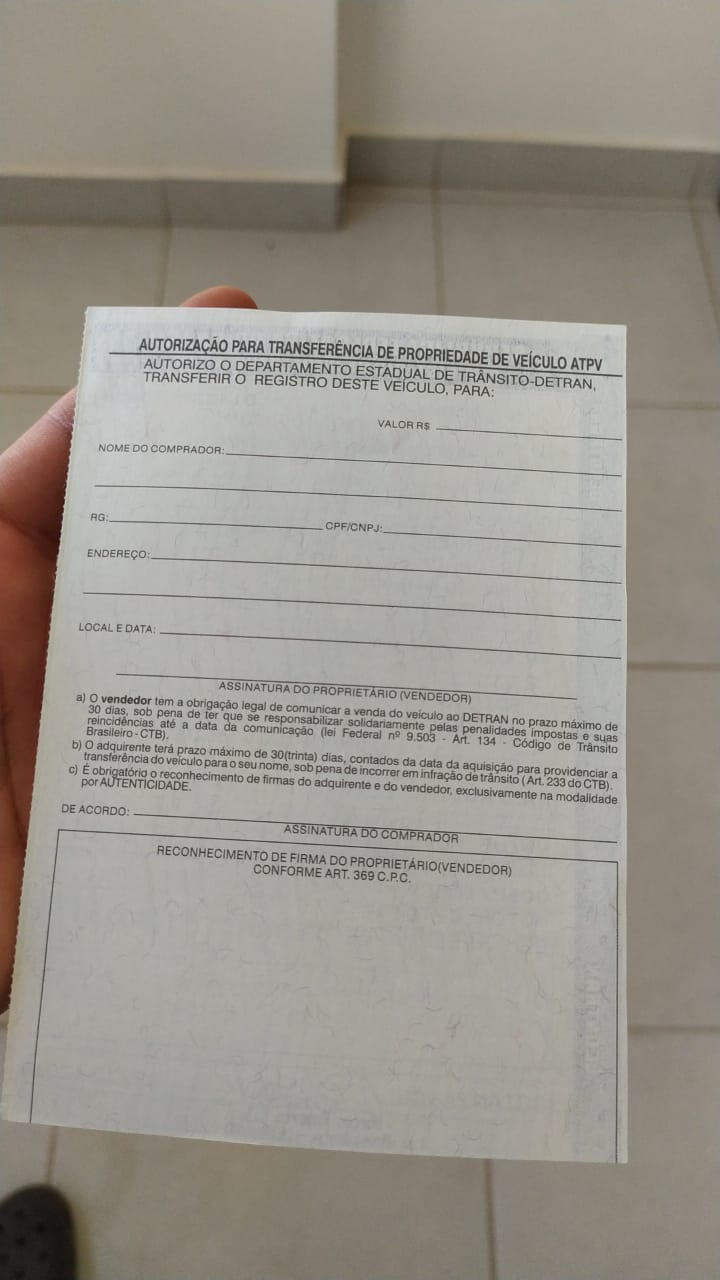 AUTORIZAÇÃO PARA TRANSFERÊNCIA DE PROPRIEDADE DE VEÍCULO ATPV
AUTORIZO O DEPARTAMENTO ESTADUAL DE TRÂNSITO-DETRAN,
TRANSFERIR O REGISTRO DESTE VEÍCULO, PARA:
VALOR R$
NOME DO COMPRADOR:
RG: CPF/CNPJ:
ENDEREÇO:
LOCAL E DATA:
ASSINATURA DO PROPRIETÁRIO (VENDEDOR)
a) O vendedor tem a obrigação legal de comunicar a venda do veículo ao DETRAN no prazo máximo de
30 dias, sob pena de ter que se responsabilizar solidariamente pelas penalidades impostas e suas
reincidências até a data da comunicação (lei Federal nº 9.503 - Art. 134 - Código de Trânsito
Brasileiro - CTB).
b) O adquirente terá prazo máximo de 30(trinta) dias, contados da data da aquisição para providenciar a
transferência do veículo para o seu nome, sob pena de incorrer em infração de trânsito ( Art. 233 do CTB).
c) É obrigatório o reconhecimento de firmas do adquirente e do vendedor, exclusivamente na modalidade
por AUTENTICIDADE.
DE ACORDO:
ASSINATURA DO COMPRADOR
RECONHECIMENTO DE FIRMA DO PROPRIETÁRIO(VENDEDOR)
CONFORME ART. 369 C.P.C.